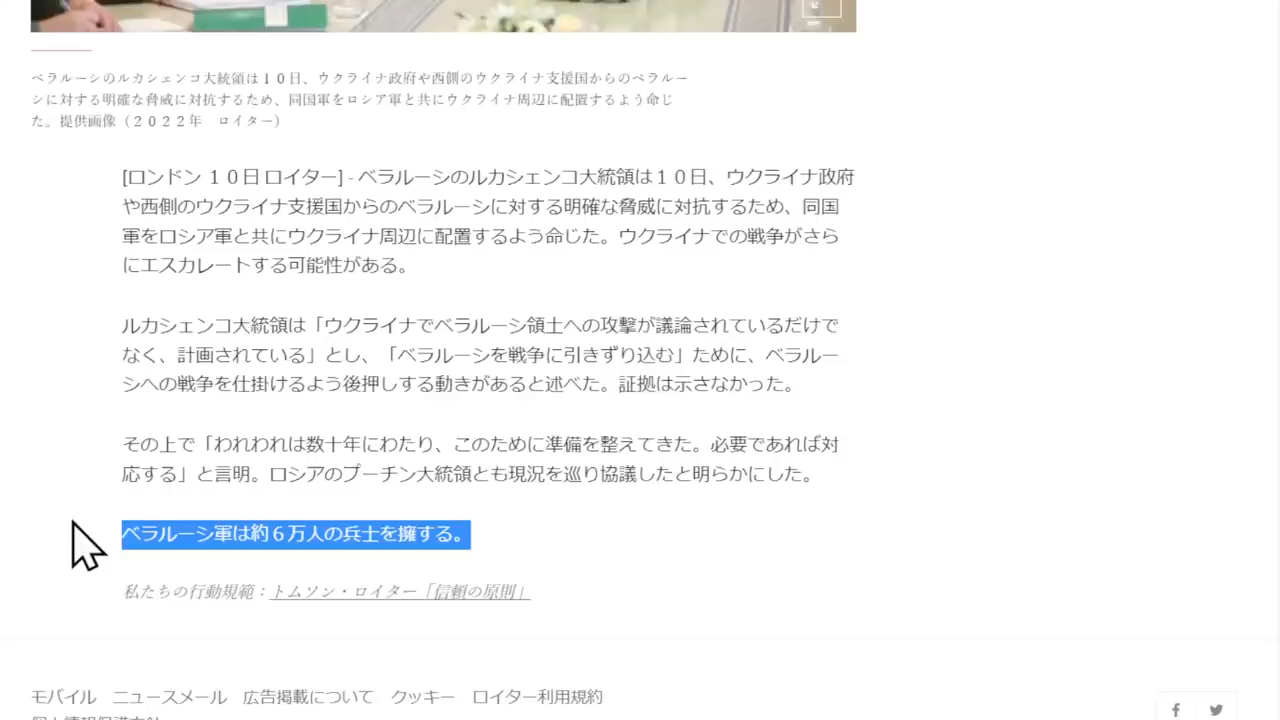 ベラルーシのルカシェンコ大統領は１０日、ウクライナ政府や西側のウクライナ支援国からのベラルー
シに対する明確な脅威に対抗するため、同国軍をロシア軍と共にウクライナ周辺に配置するよう命じ
た。提供画像（２０２２年　ロイター）
[ロンドン １０日 ロイター] - ベラルーシのルカシェンコ大統領は１０日、ウクライナ政府
や西側のウクライナ支援国からのベラルーシに対する明確な脅威に対抗するため、同国
軍をロシア軍と共にウクライナ周辺に配置するよう命じた。ウクライナでの戦争がさら
にエスカレートする可能性がある。
ルカシェンコ大統領は「ウクライナでベラルーシ領土への攻撃が議論されているだけで
なく、計画されている」とし、「ベラルーシを戦争に引きずり込む」ために、ベラルー
シへの戦争を仕掛けるよう後押しする動きがあると述べた。証拠は示さなかった。
その上で「われわれは数十年にわたり、このために準備を整えてきた。必要であれば対
応する」と言明。ロシアのプーチン大統領とも現況を巡り協議したと明らかにした。
ベラルーシ軍は約６万人の兵士を擁する。
私たちの行動規範：トムソン・ロイター「信頼の原則」
モバイル　ニュースメール　広告掲載について　クッキー　ロイター利用規約